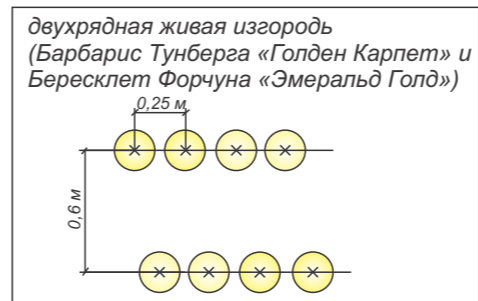 двухрядная живая изгородь
(Барбарис Тунберга «Голден Карпет» и
Бересклет Форчуна «Эмеральд Голд»)
0,25 м
0,6 м